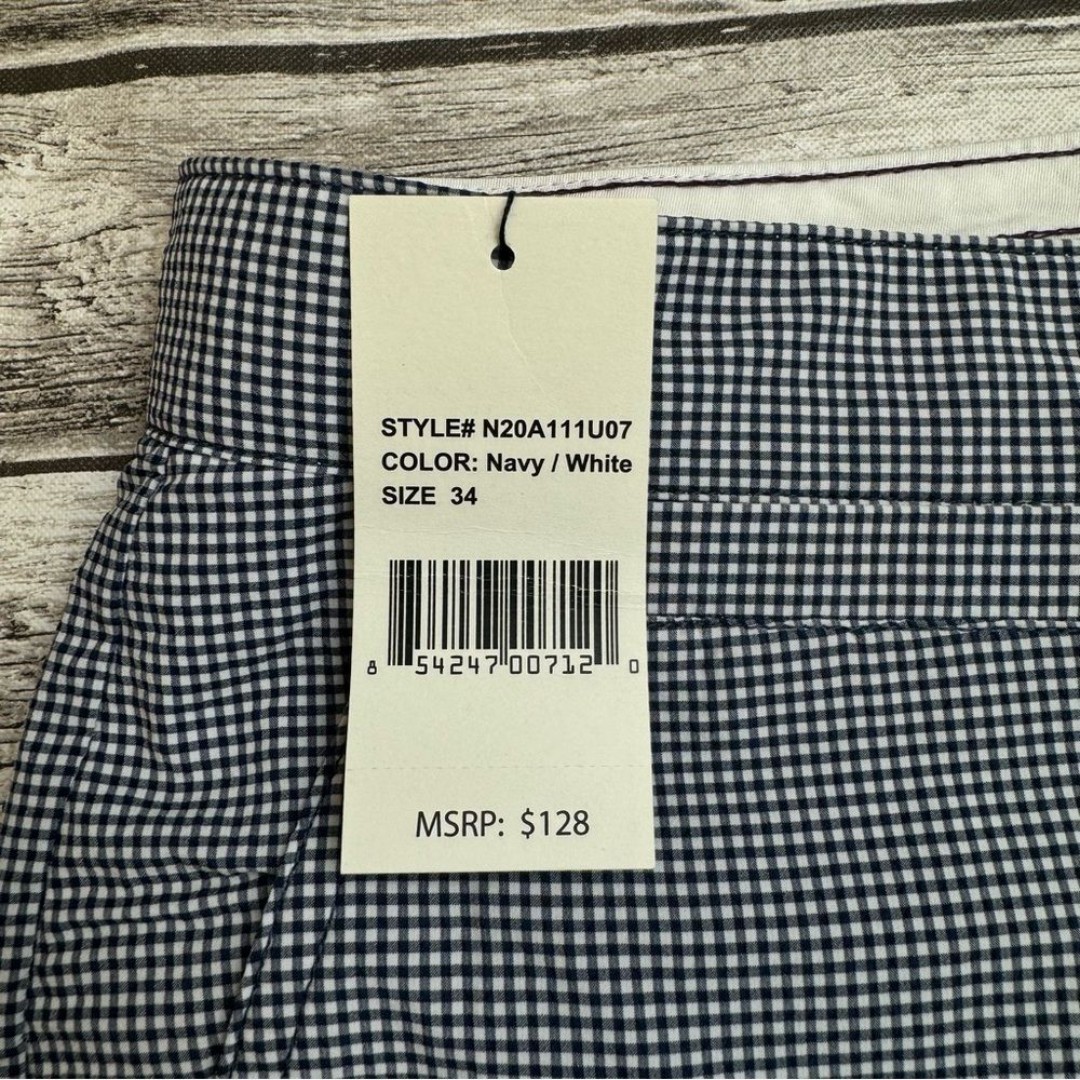 STYLE# N20A111U07
COLOR: Navy / White
SIZE 34
8 54247 00712 0
MSRP: $128